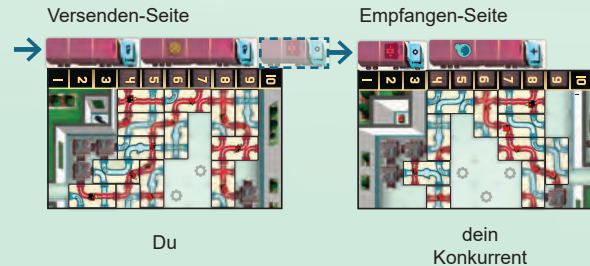 Versenden-Seite
Empfangen-Seite
1 2 3 4 5 6 7 8 9 10
1 2 3 4 5 6 7 8 9 10
Du
dein
Konkurrent